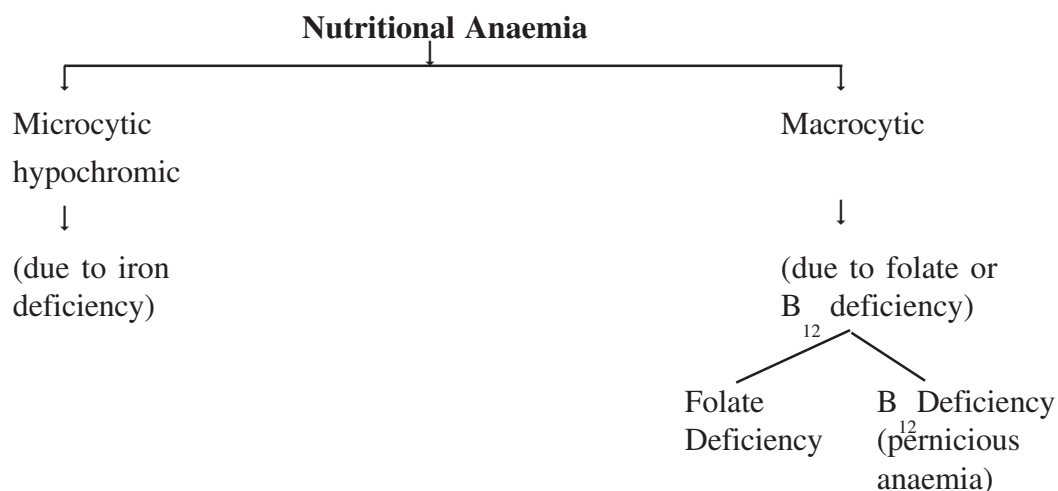 Nutritional Anaemia
Microcytic
hypochromic
(due to iron
deficiency)
Macrocytic
(due to folate or
B12 deficiency)
Folate
Deficiency
B12 Deficiency
(pernicious
anaemia)